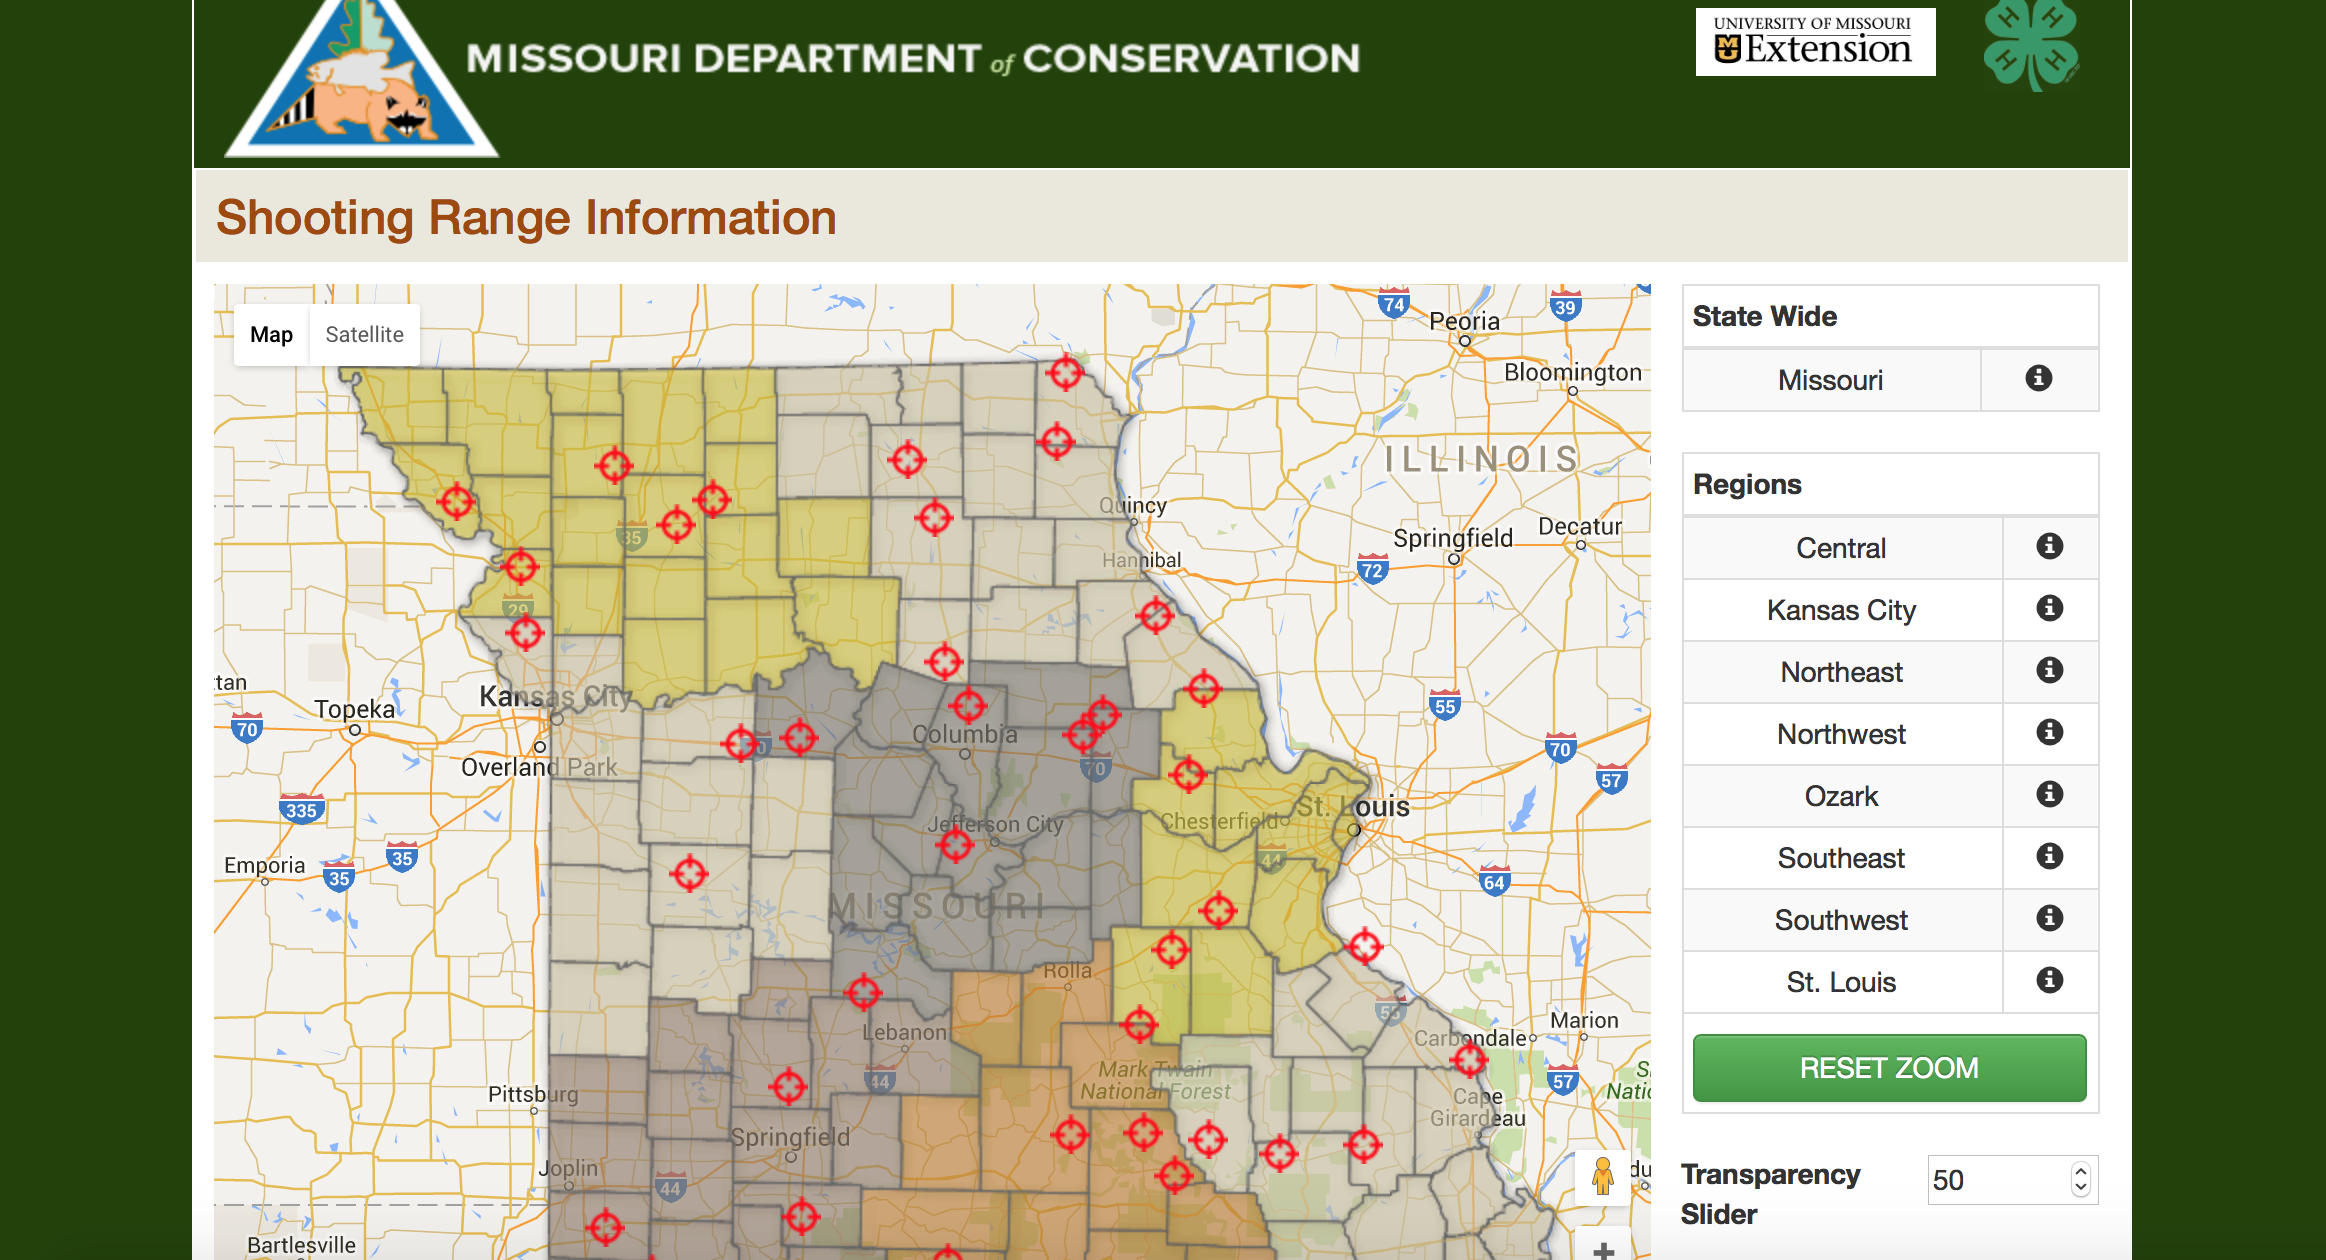 MISSOURI DEPARTMENT of CONSERVATION
UNIVERSITY OF MISSOURI
MU Extension
H H H H
Shooting Range Information
Map Satellite
74
39
Peoria
Bloomington
ILLINOIS
Quincy
Springfield
Decatur
Hannibal
72
35
29
Kansas City
Topeka
70
Overland Park
Columbia
70
55
70
57
335
St. Louis
Chesterfield
Jefferson City
44
Emporia
35
35
64
MISSOURI
Rolla
55
Marion
Carbondale
Lebanon
44
Mark Twain
National Forest
57
Pittsburg
Cape
Girardeau
Springfield
Joplin
44
Bartlesville
+
State Wide
Missouri
Regions
Central
Kansas City
Northeast
Northwest
Ozark
Southeast
Southwest
St. Louis
RESET ZOOM
Transparency
Slider
50